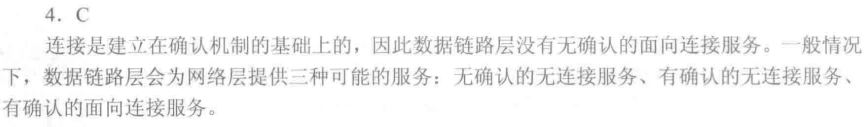 4. C
连接是建立在确认机制的基础上的，因此数据链路层没有无确认的面向连接服务。一般情况
下，数据链路层会为网络层提供三种可能的服务：无确认的无连接服务、有确认的无连接服务、
有确认的面向连接服务。